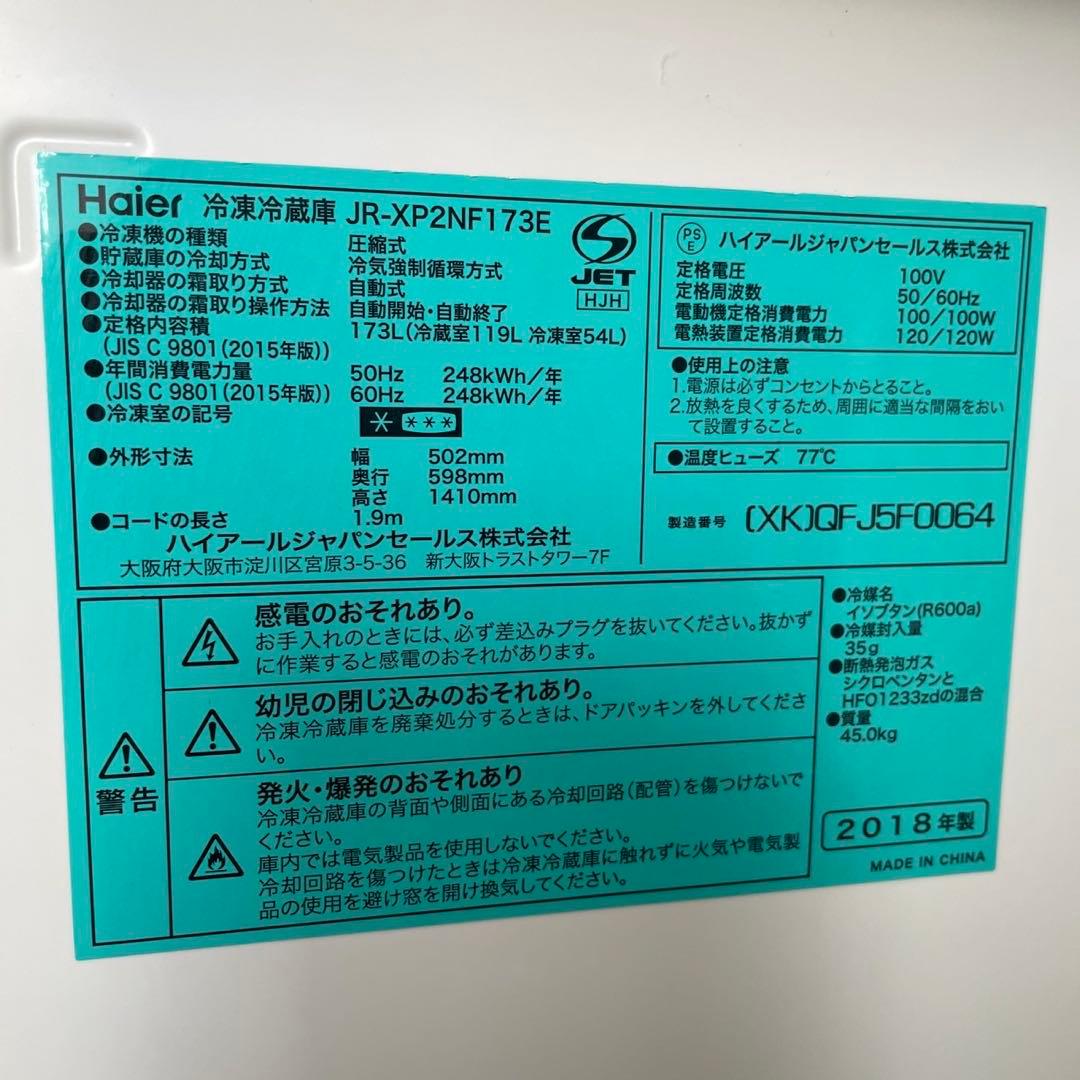 Haier 冷凍冷蔵庫 JR-XP2NF173E
●冷凍機の種類 圧縮式
●貯蔵庫の冷却方式 冷気強制循環方式
●冷却器の霜取り方式 自動式
●冷却器の霜取り操作方法 自動開始・自動終了
●定格内容積 173L(冷蔵室119L 冷凍室54L)
(JIS C 9801(2015年版))
●年間消費電力量 50Hz 248kWh/年
(JIS C 9801(2015年版)) 60Hz 248kWh/年
●冷凍室の記号 * ***
●外形寸法 幅 502mm
奥行 598mm
高さ 1410mm
●コードの長さ 1.9m
ハイアールジャパンセールス株式会社
大阪府大阪市淀川区宮原3-5-36 新大阪トラストタワー7F
JET
HJH
PS
E
ハイアールジャパンセールス株式会社
定格電圧 100V
定格周波数 50/60Hz
電動機定格消費電力 100/100W
電熱装置定格消費電力 120/120W
●使用上の注意
1.電源は必ずコンセントからとること。
2.放熱を良くするため、周囲に適当な間隔をおい
て設置すること。
●温度ヒューズ 77℃
製造番号 (XK)QFJ5F0064
警告
感電のおそれあり。
お手入れのときには、必ず差込みプラグを抜いてください。抜かず
に作業すると感電のおそれがあります。
幼児の閉じ込めのおそれあり。
冷凍冷蔵庫を廃棄処分するときは、ドアパッキンを外してくださ
い。
発火・爆発のおそれあり
冷凍冷蔵庫の背面や側面にある冷却回路(配管)を傷つけないで
ください。
庫内では電気製品を使用しないでください。
冷却回路を傷つけたときは冷凍冷蔵庫に触れずに火気や電気製
品の使用を避け窓を開け換気してください。
●冷媒名
イソブタン(R600a)
●冷媒封入量
35g
●断熱発泡ガス
シクロペンタンと
HFO1233zdの混合
●質量
45.0kg
2018年製
MADE IN CHINA